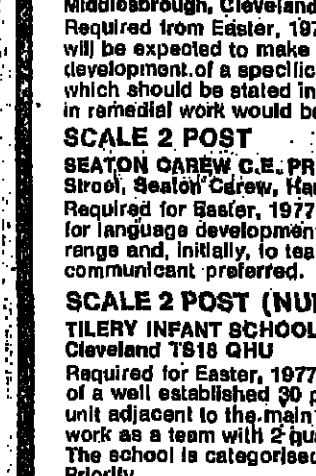 Middlesbrough, Cleveland
Required from Easter, 197
will be expected to make
development of a specific
which should be stated in
in remedial work would be
SCALE 2 POST
SEATON CAREW C.E. PR
Street, Seaton Carew, Ha
Required for Easter, 1977
for language development
range and, initially, to tea
communicant preferred.
SCALE 2 POST (NU
TILERY INFANT SCHOOL
Cleveland TS18 QHU
Required for Easter, 1977
of a well established 30 p
unit adjacent to the main
work as a team with 2 qua
The school is categorised
Priority